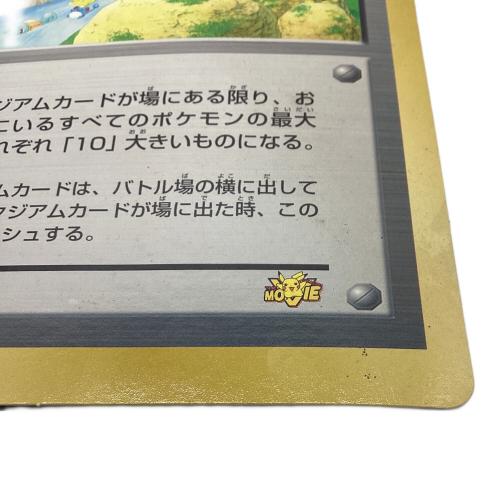 ジアムカードが場にある限り、お
にいるすべてのポケモンの最大
れぞれ「10」大きいものになる。
ムカードは、バトル場の横に出して
タジアムカードが場に出た時、この
ッシュする。
MOVIE